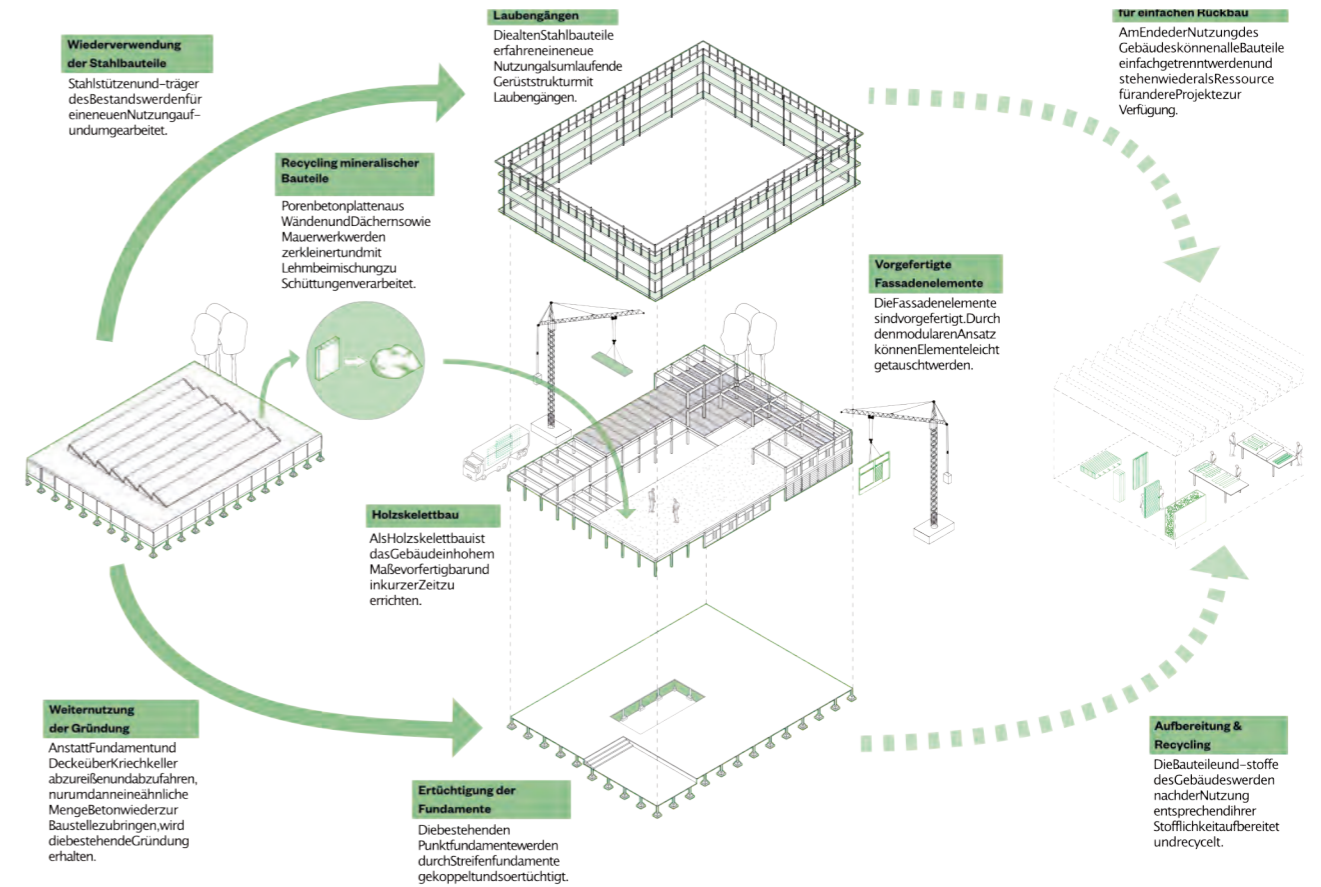 Wiederverwendung
der Stahlbauteile
Stahlstützenund–träger
desBestandswerdenfür
eineneuenNutzungauf–
undumgearbeitet.
Laubengängen
DiealtenStahlbauteile
erfahreneineneue
Nutzungalsumlaufende
Gerüststrukturmit
Laubengängen.
für einfachen Rückbau
AmEndederNutzungdes
GebäudeskönnenalleBauteile
einfachgetrenntwerdenund
stehenwiederalsRessource
fürandereProjektezur
Verfügung.
Recycling mineralischer
Bauteile
Porenbetonplattenaus
WändenundDächernsowie
Mauerwerkwerden
zerkleinertundmit
Lehmbeimischungzu
Schüttungenverarbeitet.
Vorgefertigte
Fassadenelemente
DieFassadenelemente
sindvorgefertigt.Durch
denmodularenAnsatz
könnenElementeleicht
getauschtwerden.
Holzskelettbau
AlsHolzskelettbauist
dasGebäudeinhohem
Maßevorfertigbarund
inkurzerZeitzu
errichten.
Weiternutzung
der Gründung
AnstattFundamentund
DeckeüberKriechkeller
abzureißenundabzufahren,
nurumdanneineähnliche
MengeBetonwiederzur
Baustellezubringen,wird
diebestehendeGründung
erhalten.
Ertüchtigung der
Fundamente
Diebestehenden
Punktfundamentewerden
durchStreifenfundamente
gekoppeltundsoertüchtigt.
Aufbereitung &
Recycling
DieBauteileund–stoffe
desGebäudeswerden
nachderNutzung
entsprechendihrer
Stofflichkeitaufbereitet
undrecycelt.